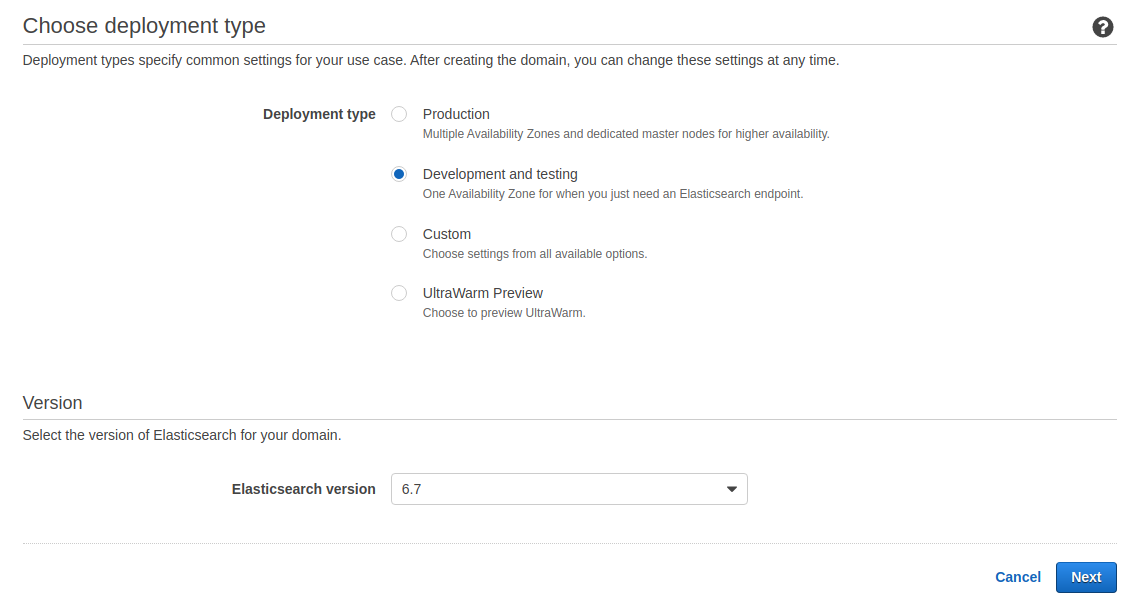 Choose deployment type
?
Deployment types specify common settings for your use case. After creating the domain, you can change these settings at any time.
Deployment type
Production
Multiple Availability Zones and dedicated master nodes for higher availability.
Development and testing
One Availability Zone for when you just need an Elasticsearch endpoint.
Custom
Choose settings from all available options.
UltraWarm Preview
Choose to preview UltraWarm.
Version
Select the version of Elasticsearch for your domain.
Elasticsearch version 6.7
Cancel Next